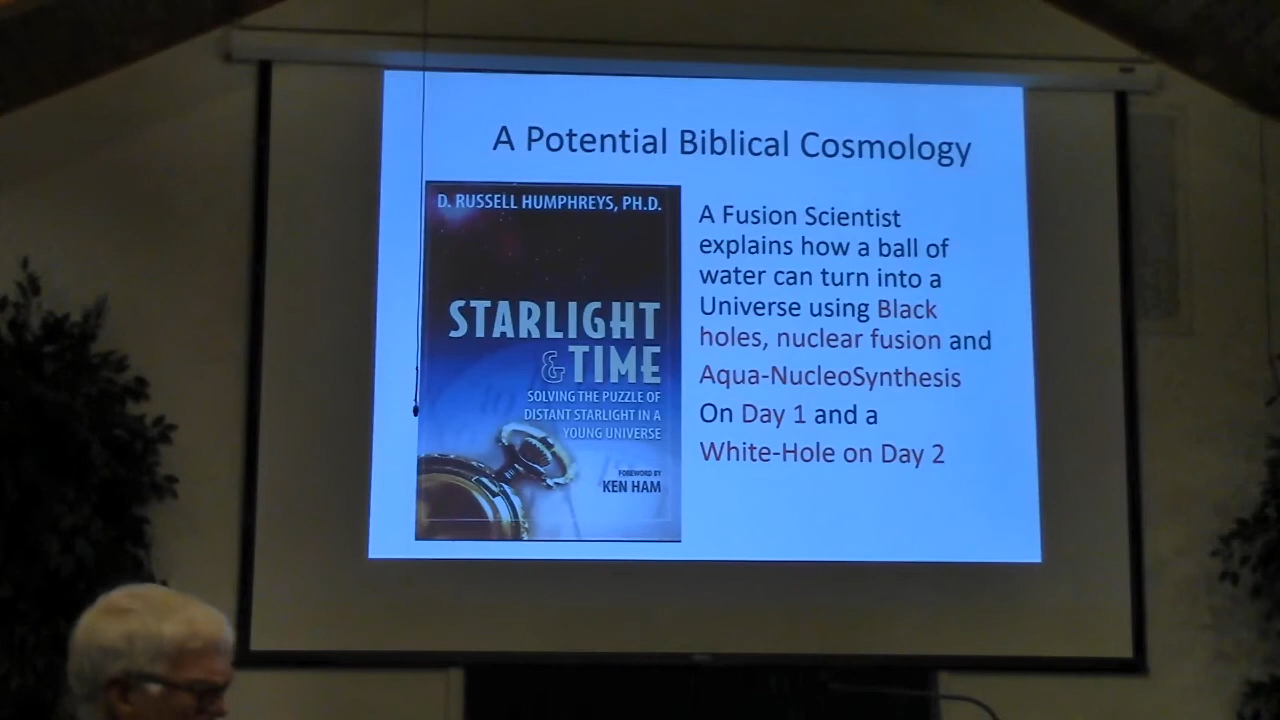 A Potential Biblical Cosmology
D. RUSSELL HUMPHREYS, PH.D.
STARLIGHT
& TIME
SOLVING THE PUZZLE OF
DISTANT STARLIGHT IN A
YOUNG UNIVERSE
FOREWORD BY
KEN HAM
A Fusion Scientist
explains how a ball of
water can turn into a
Universe using Black
holes, nuclear fusion and
Aqua-NucleoSynthesis
On Day 1 and a
White-Hole on Day 2